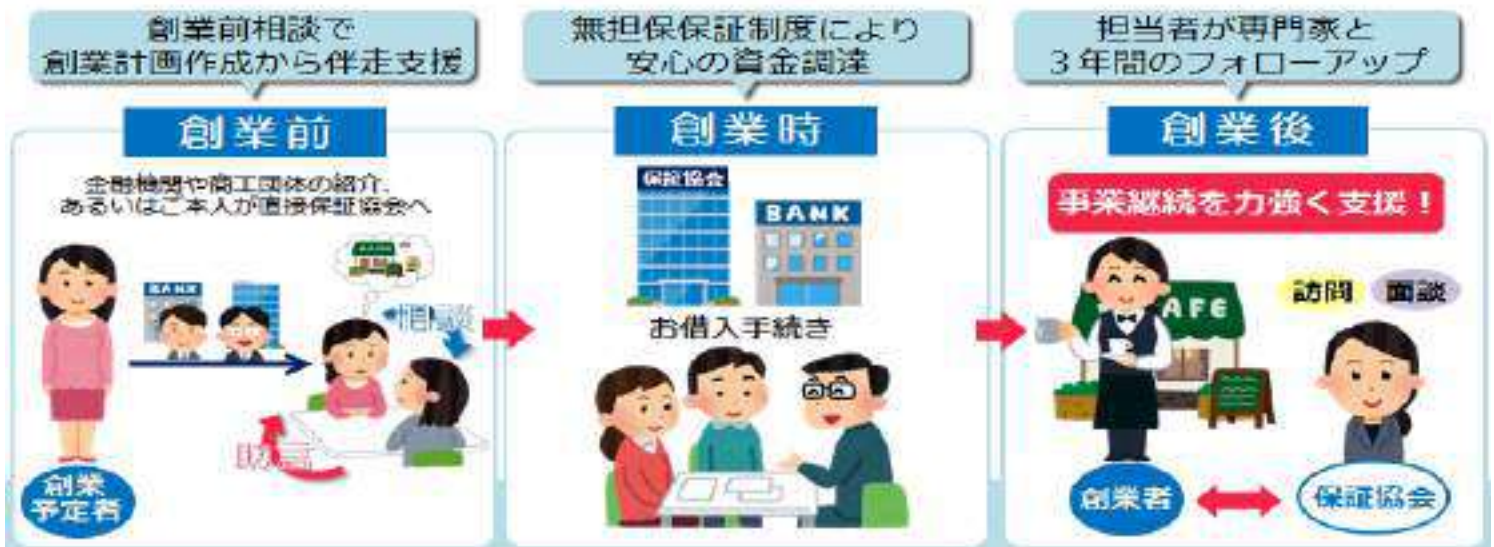 創業前相談で
創業計画作成から伴走支援
創業前
金融機関や商工団体の紹介、
あるいはご本人が直接保証協会へ
BANK
相談
助言
創業
予定者
無担保保証制度により
安心の資金調達
創業時
保証協会
BANK
お借入手続き
担当者が専門家と
3年間のフォローアップ
創業後
事業継続を力強く支援!
CAFE
訪問
面談
創業者
保証協会